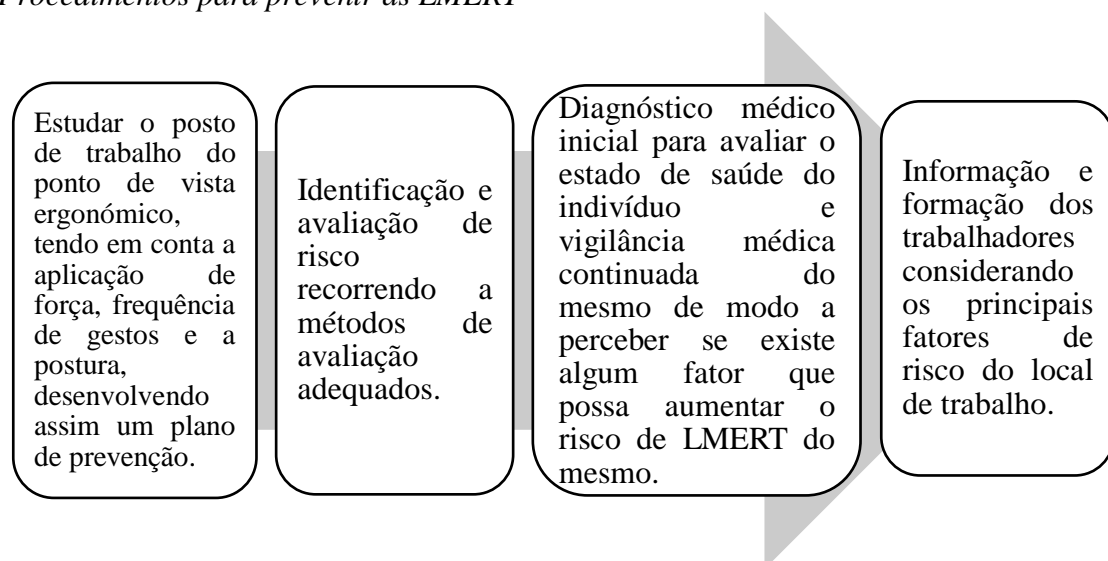 Procedimentos para prevenir as LMERT
Estudar o posto
de trabalho do
ponto de vista
ergonómico,
tendo em conta a
aplicação de
força, frequência
de gestos e a
postura,
desenvolvendo
assim um plano
de prevenção.
Identificação e
avaliação de
risco
recorrendo a
métodos de
avaliação
adequados.
Diagnóstico médico
inicial para avaliar o
estado de saúde do
indivíduo e
vigilância médica
continuada do
mesmo de modo a
perceber se existe
algum fator que
possa aumentar o
risco de LMERT do
mesmo.
Informação e
formação dos
trabalhadores
considerando
os principais
fatores de
risco do local
de trabalho.